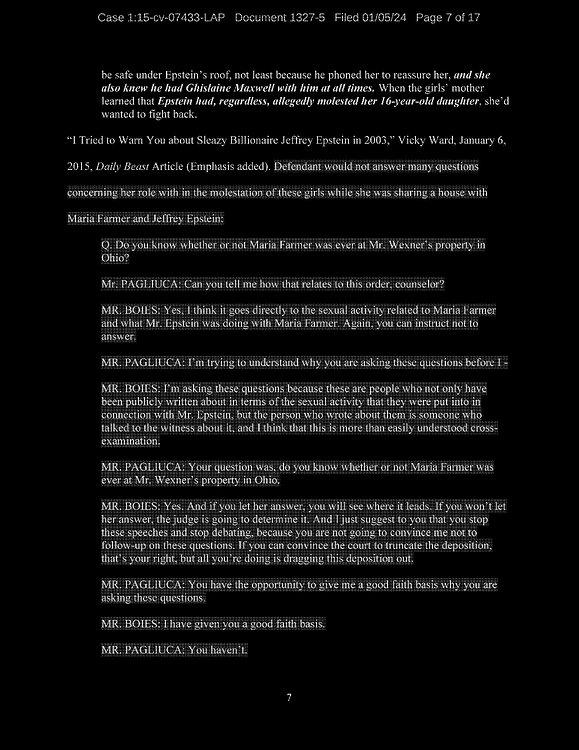 Case 1:15-cv-07433-LAP Document 1327-5 Filed 01/05/24 Page 7 of 17
be safe under Epstein's roof, not least because he phoned her to reassure her, and she
also knew he had Ghislaine Maxwell with him at all times. When the girls' mother
learned that Epstein had, regardless, allegedly molested her 16-year-old daughter, she'd
wanted to fight back.
“I Tried to Warn You about Sleazy Billionaire Jeffrey Epstein in 2003,” Vicky Ward, January 6,
2015, Daily Beast Article (Emphasis added). Defendant would not answer many questions
concerning her role with in the molestation of these girls while she was sharing a house with
Maria Farmer and Jeffrey Epstein:
Q. Do you know whether or not Maria Farmer was ever at Mr. Wexner's property in
Ohio?
Mr. PAGLIUCA: Can you tell me how that relates to this order, counselor?
MR. BOIES: Yes, I think it goes directly to the sexual activity related to Maria Farmer
and what Mr. Epstein was doing with Maria Farmer. Again, you can instruct not to
answer.
MR. PAGLIUCA: I'm trying to understand why you are asking these questions before I -
MR. BOIES: I'm asking these questions because these are people who not only have
been publicly written about in terms of the sexual activity that they were put into in
connection with Mr. Epstein, but the person who wrote about them is someone who
talked to the witness about it, and I think that this is more than easily understood cross-
examination.
MR. PAGLIUCA: Your question was, do you know whether or not Maria Farmer was
ever at Mr. Wexner's property in Ohio.
MR. BOIES: Yes. And if you let her answer, you will see where it leads. If you won't let
her answer, the judge is going to determine it. And I just suggest to you that you stop
these speeches and stop debating, because you are not going to convince me not to
follow-up on these questions. If you can convince the court to truncate the deposition,
that's your right, but all you're doing is dragging this deposition out.
MR. PAGLIUCA: You have the opportunity to give me a good faith basis why you are
asking these questions.
MR. BOIES: I have given you a good faith basis.
MR. PAGLIUCA: You haven't.
7